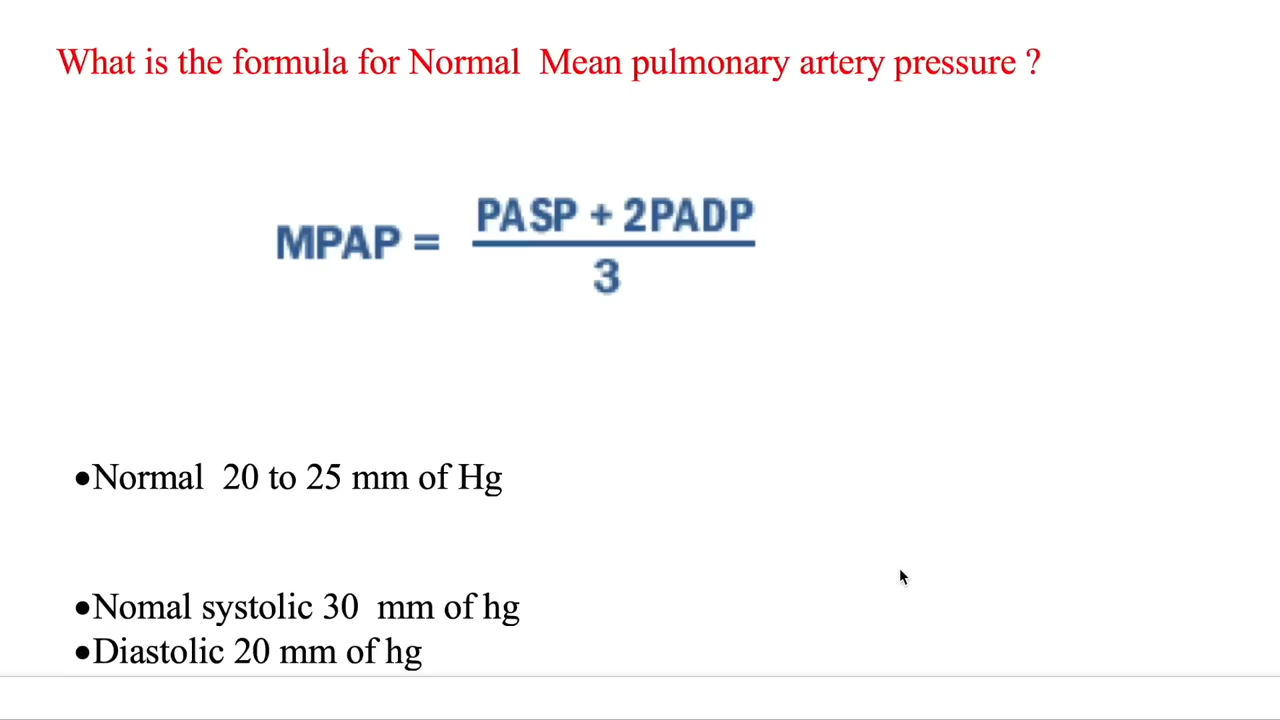 What is the formula for Normal Mean pulmonary artery pressure ?
MPAP = PASP + 2PADP
3
•Normal 20 to 25 mm of Hg
•Nomal systolic 30 mm of hg
•Diastolic 20 mm of hg